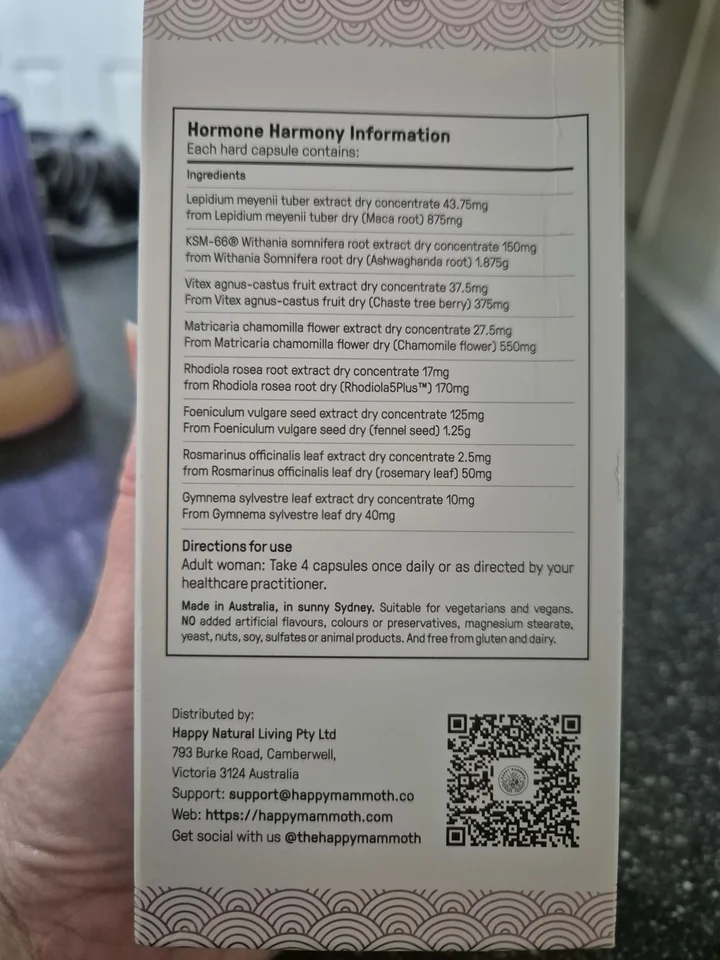 Hormone Harmony Information
Each hard capsule contains:
Ingredients
Lepidium meyenii tuber extract dry concentrate 43.75mg
from Lepidium meyenii tuber dry (Maca root) 875mg
KSM-66® Withania somnifera root extract dry concentrate 150mg
from Withania Somnifera root dry (Ashwaghanda root) 1.875g
Vitex agnus-castus fruit extract dry concentrate 37.5mg
From Vitex agnus-castus fruit dry (Chaste tree berry) 375mg
Matricaria chamomilla flower extract dry concentrate 27.5mg
From Matricaria chamomilla flower dry (Chamomile flower) 550mg
Rhodiola rosea root extract dry concentrate 17mg
from Rhodiola rosea root dry (Rhodiola5Plus™) 170mg
Foeniculum vulgare seed extract dry concentrate 125mg
From Foeniculum vulgare seed dry (fennel seed) 1.25g
Rosmarinus officinalis leaf extract dry concentrate 2.5mg
from Rosmarinus officinalis leaf dry (rosemary leaf) 50mg
Gymnema sylvestre leaf extract dry concentrate 10mg
From Gymnema sylvestre leaf dry 40mg
Directions for use
Adult woman: Take 4 capsules once daily or as directed by your
healthcare practitioner.
Made in Australia, in sunny Sydney. Suitable for vegetarians and vegans.
NO added artificial flavours, colours or preservatives, magnesium stearate,
yeast, nuts, soy, sulfates or animal products. And free from gluten and dairy.
Distributed by:
Happy Natural Living Pty Ltd
793 Burke Road, Camberwell,
Victoria 3124 Australia
Support: support@happymammoth.co
Web: https://happymammoth.com
Get social with us @thehappymammoth